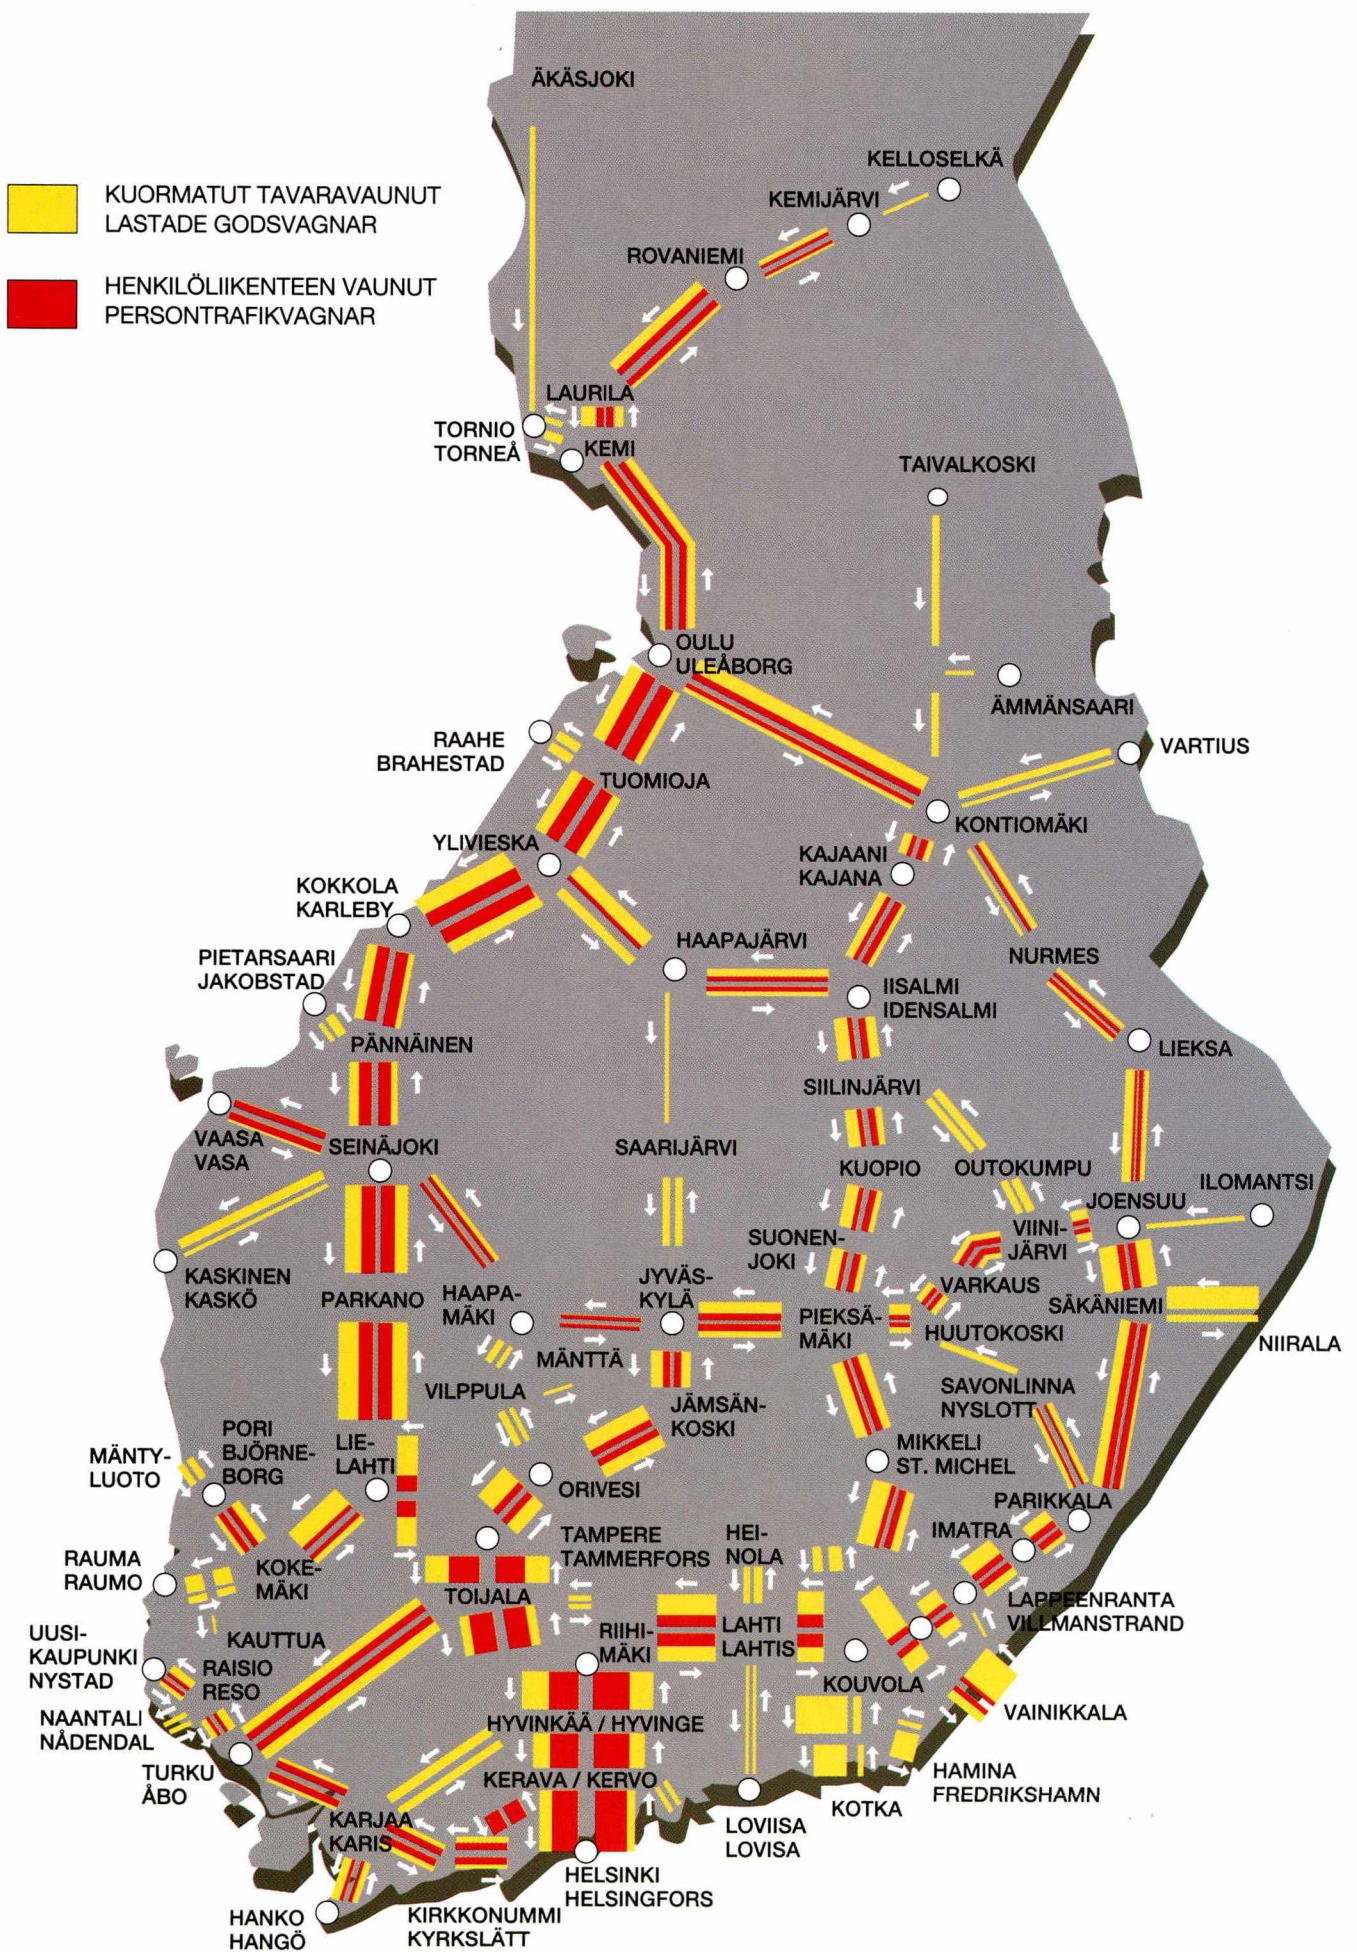 ÄKÄSJOKI
KELLOSELKÄ
KEMIJÄRVI
KUORMATUT TAVARAVAUNUT
LASTADE GODSVAGNAR
ROVANIEMI
HENKILÖLIIKENTEEN VAUNUT
PERSONTRAFIKVAGNAR
LAURILA
TORNIO
TORNEÅ
KEMI
TAIVALKOSKI
OULU
ULEÅBORG
ÄMMÄNSAARI
RAAHE
BRAHESTAD
VARTIUS
TUOMIOJA
KONTIOMÄKI
YLIVIESKA
KAJAANI
KAJANA
KOKKOLA
KARLEBY
HAAPAJÄRVI
NURMES
PIETARSAARI
JAKOBSTAD
IISALMI
IDENSALMI
PÄNNÄINEN
LIEKSA
SIILINJÄRVI
VAASA
VASA
SEINÄJOKI
SAARIJÄRVI
KUOPIO
OUTOKUMPU
ILOMANTSI
JOENSUU
VIINI-
JÄRVI
SUONEN-
JOKI
KASKINEN
KASKÖ
PARKANO
HAAPA-
MÄKI
JYVÄS-
KYLÄ
VARKAUS
SÄKÄNIEMI
PIEKSÄ-
MÄKI
HUUTOKOSKI
NIIRALA
MÄNTTÄ
VILPPULA
SAVONLINNA
NYSLOTT
JÄMSÄN-
KOSKI
PORI
BJÖRNE-
BORG
MÄNTY-
LUOTO
LIE-
LAHTI
MIKKELI
ST. MICHEL
ORIVESI
PARIKKALA
IMATRA
TAMPERE
TAMMERFORS
HEI-
NOLA
RAUMA
RAUMO
KOKE-
MÄKI
TOIJALA
LAPPEENRANTA
VILLMANSTRAND
UUSI-
KAUPUNKI
NYSTAD
KAUTTUA
RIIHI-
MÄKI
LAHTI
LAHTIS
RAISIO
RESO
KOUVOLA
NAANTALI
NÅDENDAL
HYVINKÄÄ / HYVINGE
VAINIKKALA
TURKU
ÅBO
KERAVA / KERVO
HAMINA
FREDRIKSHAMN
KOTKA
KARJAA
KARIS
LOVIISA
LOVISA
HELSINKI
HELSINGFORS
HANKO
HANGÖ
KIRKKONUMMI
KYRKSLÄTT